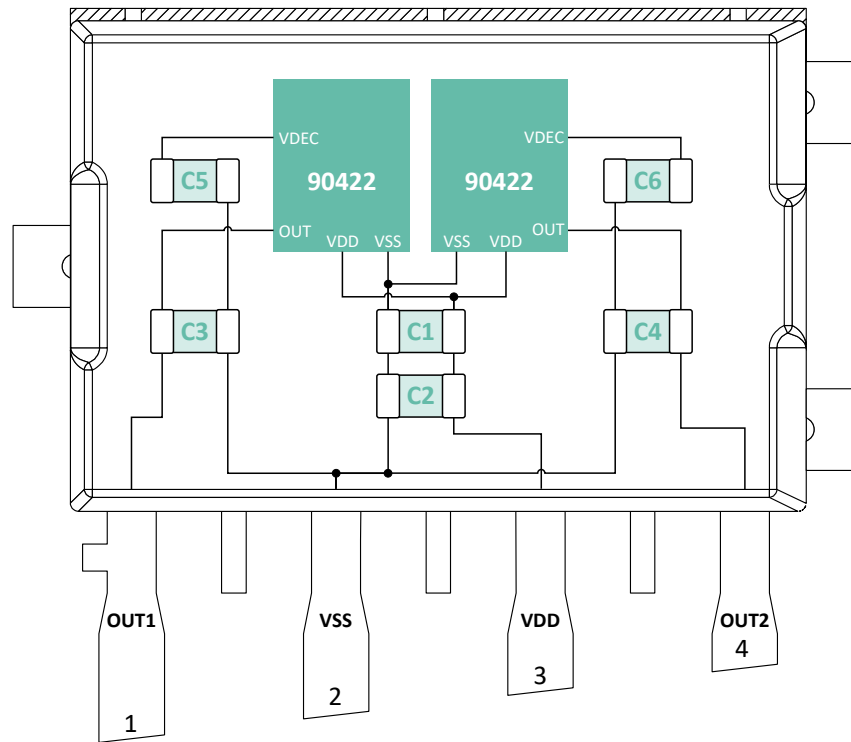 VDEC
VDEC
C5
90422
90422
C6
OUT
VDD
VSS
VSS
VDD
OUT
C3
C1
C4
C2
OUT1
VSS
VDD
OUT2
1
2
3
4